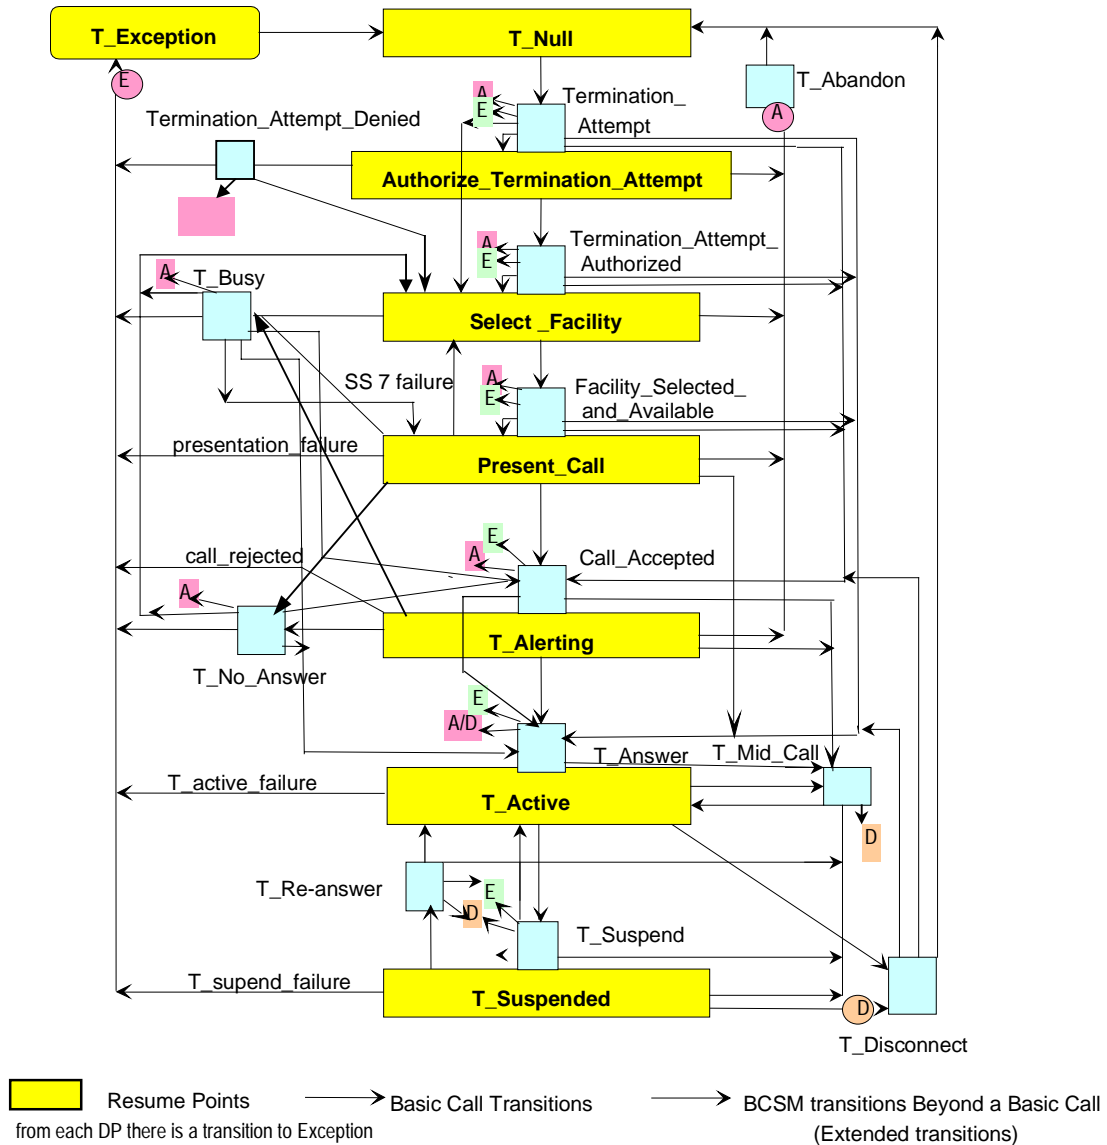 T_Exception
T_Null
E
T_Abandon
A
A
E
Termination_
Attempt
Termination_Attempt_Denied
Authorize_Termination_Attempt
A
E
Termination_Attempt_
Authorized
A
T_Busy
Select _Facility
SS 7 failure
A
E
Facility_Selected_
and_Available
presentation_failure
Present_Call
E
A
call_rejected
Call_Accepted
A
T_Alerting
T_No_Answer
E
A/D
T_Answer
T_Mid_Call
T_active_failure
T_Active
D
T_Re-answer
E
D
T_Suspend
T_supend_failure
T_Suspended
D
T_Disconnect
Resume Points
Basic Call Transitions
BCSM transitions Beyond a Basic Call
from each DP there is a transition to Exception
(Extended transitions)